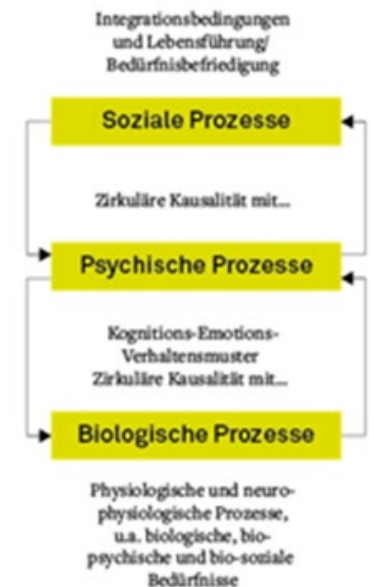 Integrationsbedingungen
und Lebensführung/
Bedürfnisbefriedigung
Soziale Prozesse
Zirkuläre Kausalität mit...
Psychische Prozesse
Kognitions-Emotions-
Verhaltensmuster
Zirkuläre Kausalität mit...
Biologische Prozesse
Physiologische und neuro-
physiologische Prozesse,
u.a. biologische, bio-
psychische und bio-soziale
Bedürfnisse